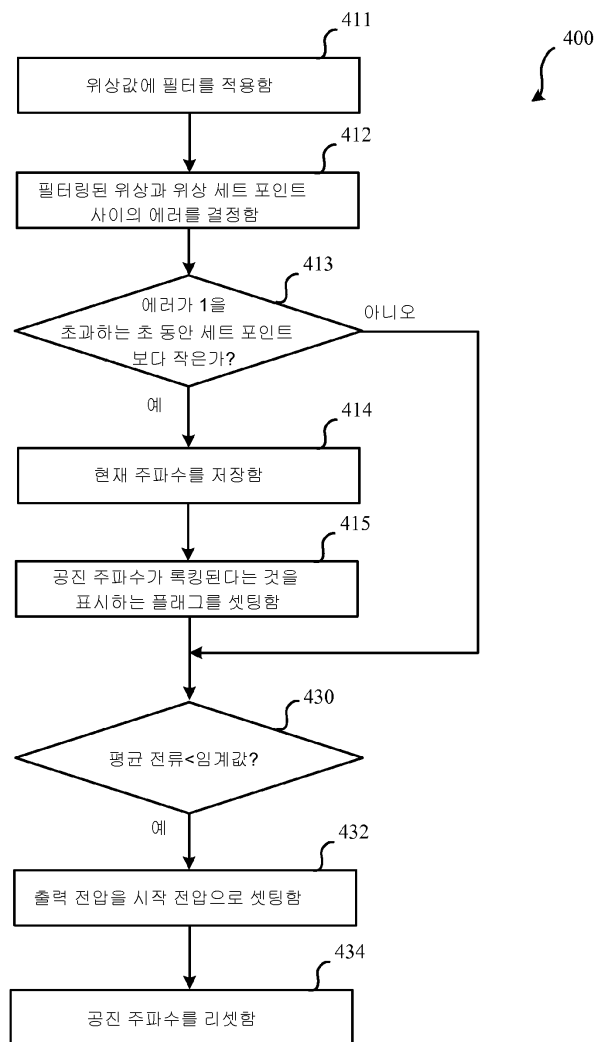 411
400
위상값에 필터를 적용함
412
필터링된 위상과 위상 세트 포인트
사이의 에러를 결정함
413
에러가 1을
초과하는 초 동안 세트 포인트
보다 작은가?
아니오
예
414
현재 주파수를 저장함
415
공진 주파수가 록킹된다는 것을
표시하는 플래그를 셋팅함
430
평균 전류<임계값?
예
432
출력 전압을 시작 전압으로 셋팅함
434
공진 주파수를 리셋함